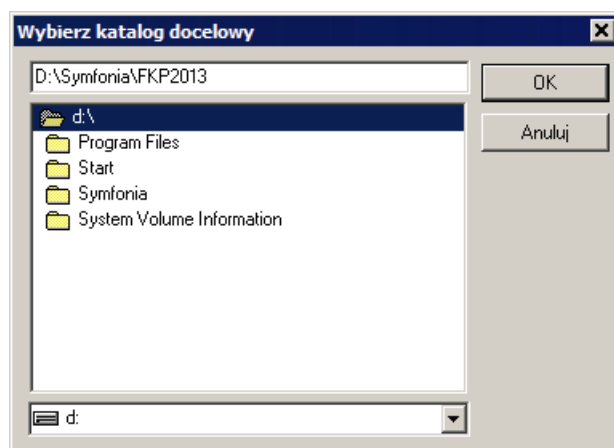 Wybierz katalog docelowy
D:\Symfonia\FKP2013
OK
d:\
Anuluj
Program Files
Start
Symfonia
System Volume Information
d: